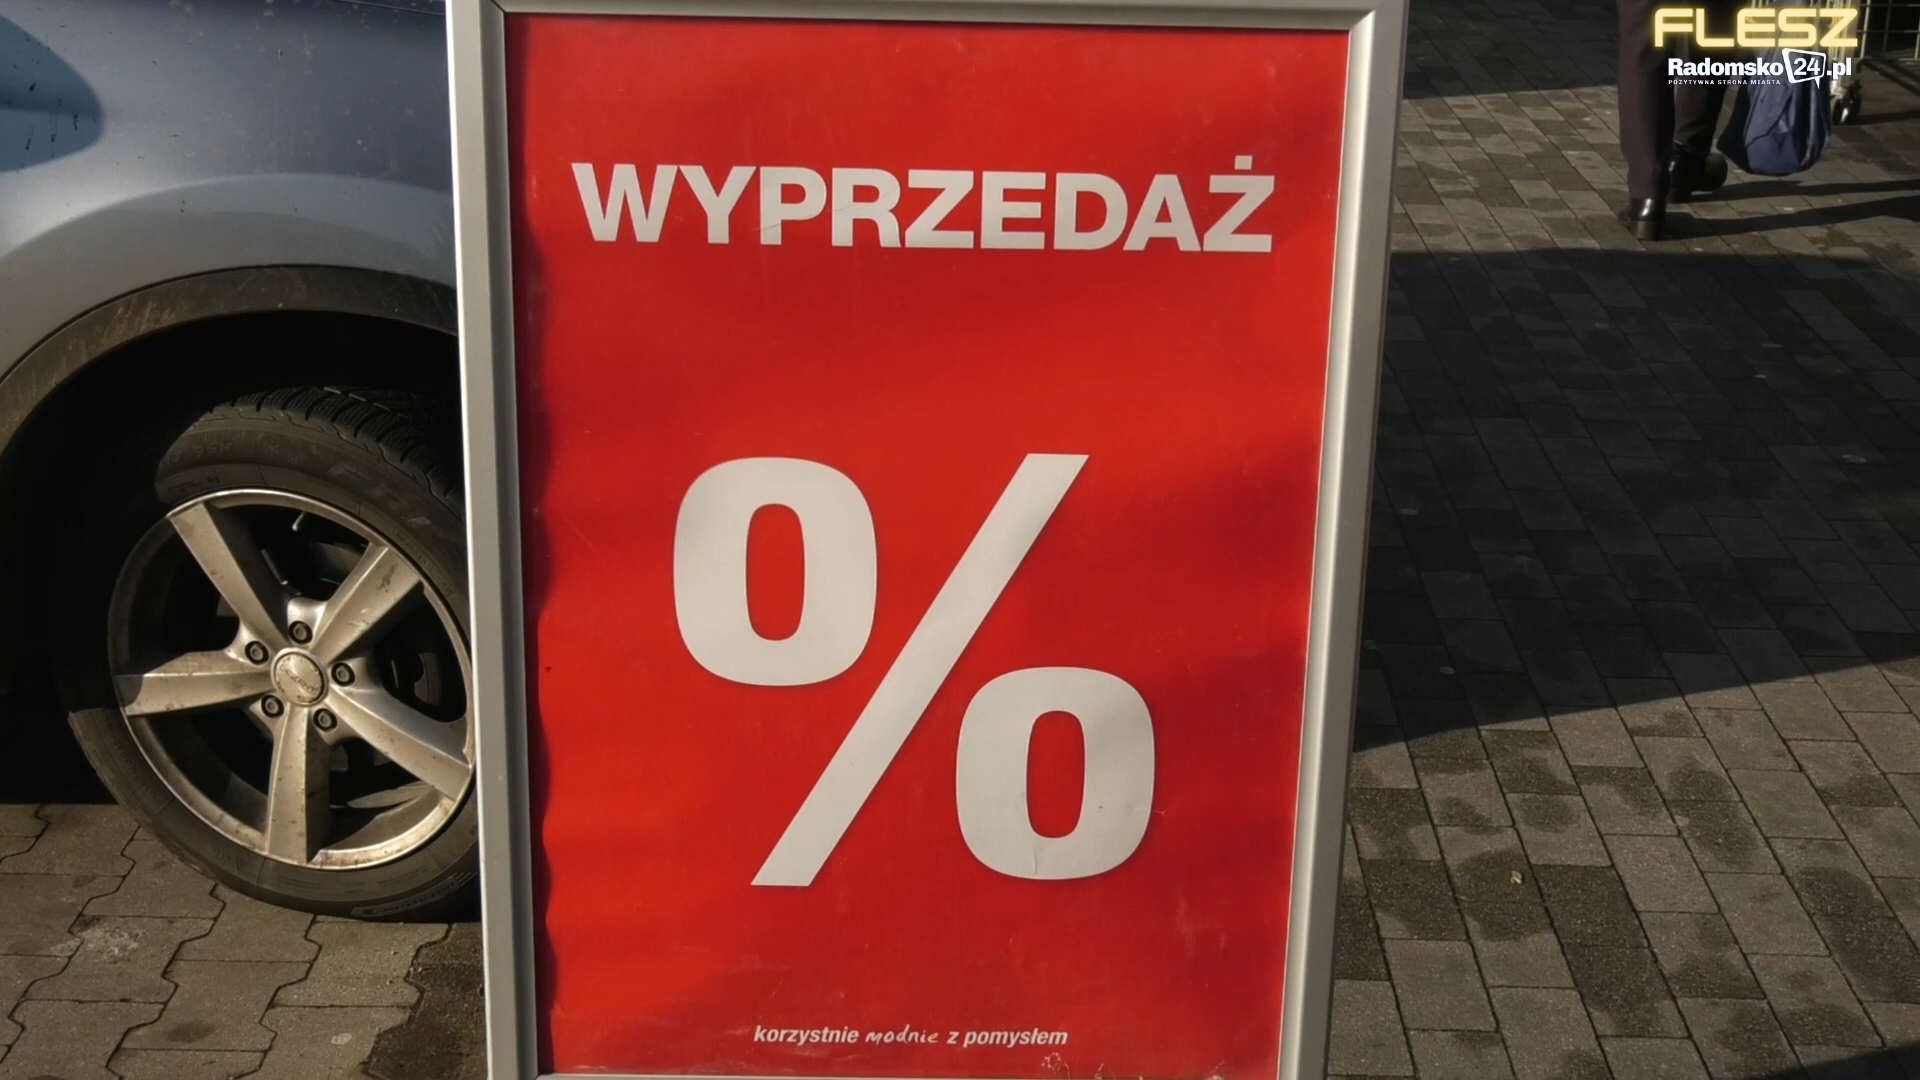 FLESZ
Radomsko24.pl
POZYTYWNA STRONA MIASTA
WYPRZEDAŻ
%
korzystnie modnie z pomysłem